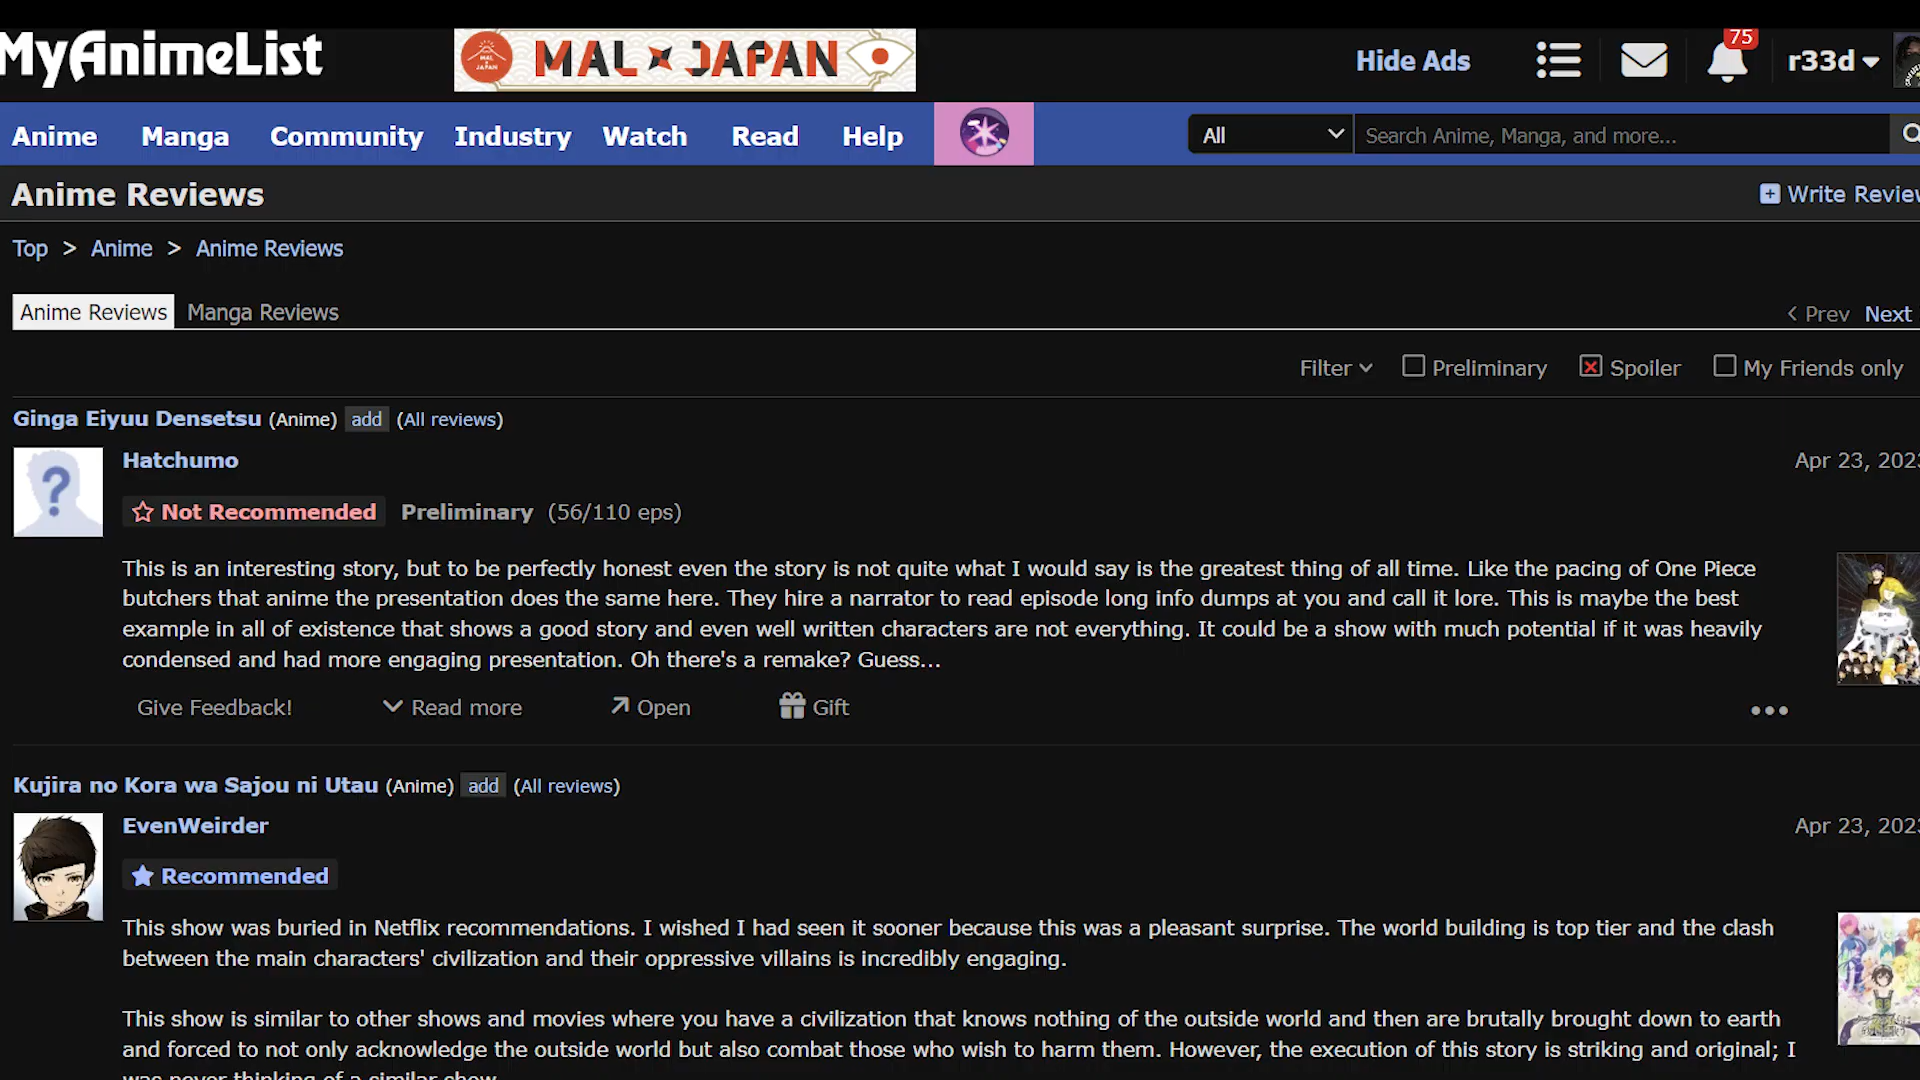 MyAnimeList
MAL JAPAN
Hide Ads
75
r33d
Anime Manga Community Industry Watch Read Help
All
Search Anime, Manga, and more...
Anime Reviews
Write Review
Top > Anime > Anime Reviews
Anime Reviews Manga Reviews
Prev Next
Filter Preliminary Spoiler My Friends only
Ginga Eiyuu Densetsu (Anime) add (All reviews)
Hatchumo
Apr 23, 2023
Not Recommended Preliminary (56/110 eps)
This is an interesting story, but to be perfectly honest even the story is not quite what I would say is the greatest thing of all time. Like the pacing of One Piece
butchers that anime the presentation does the same here. They hire a narrator to read episode long info dumps at you and call it lore. This is maybe the best
example in all of existence that shows a good story and even well written characters are not everything. It could be a show with much potential if it was heavily
condensed and had more engaging presentation. Oh there's a remake? Guess...
Give Feedback! Read more Open Gift
Kujira no Kora wa Sajou ni Utau (Anime) add (All reviews)
EvenWeirder
Apr 23, 2023
Recommended
This show was buried in Netflix recommendations. I wished I had seen it sooner because this was a pleasant surprise. The world building is top tier and the clash
between the main characters' civilization and their oppressive villains is incredibly engaging.
This show is similar to other shows and movies where you have a civilization that knows nothing of the outside world and then are brutally brought down to earth
and forced to not only acknowledge the outside world but also combat those who wish to harm them. However, the execution of this story is striking and original; I
was never thinking of a similar show